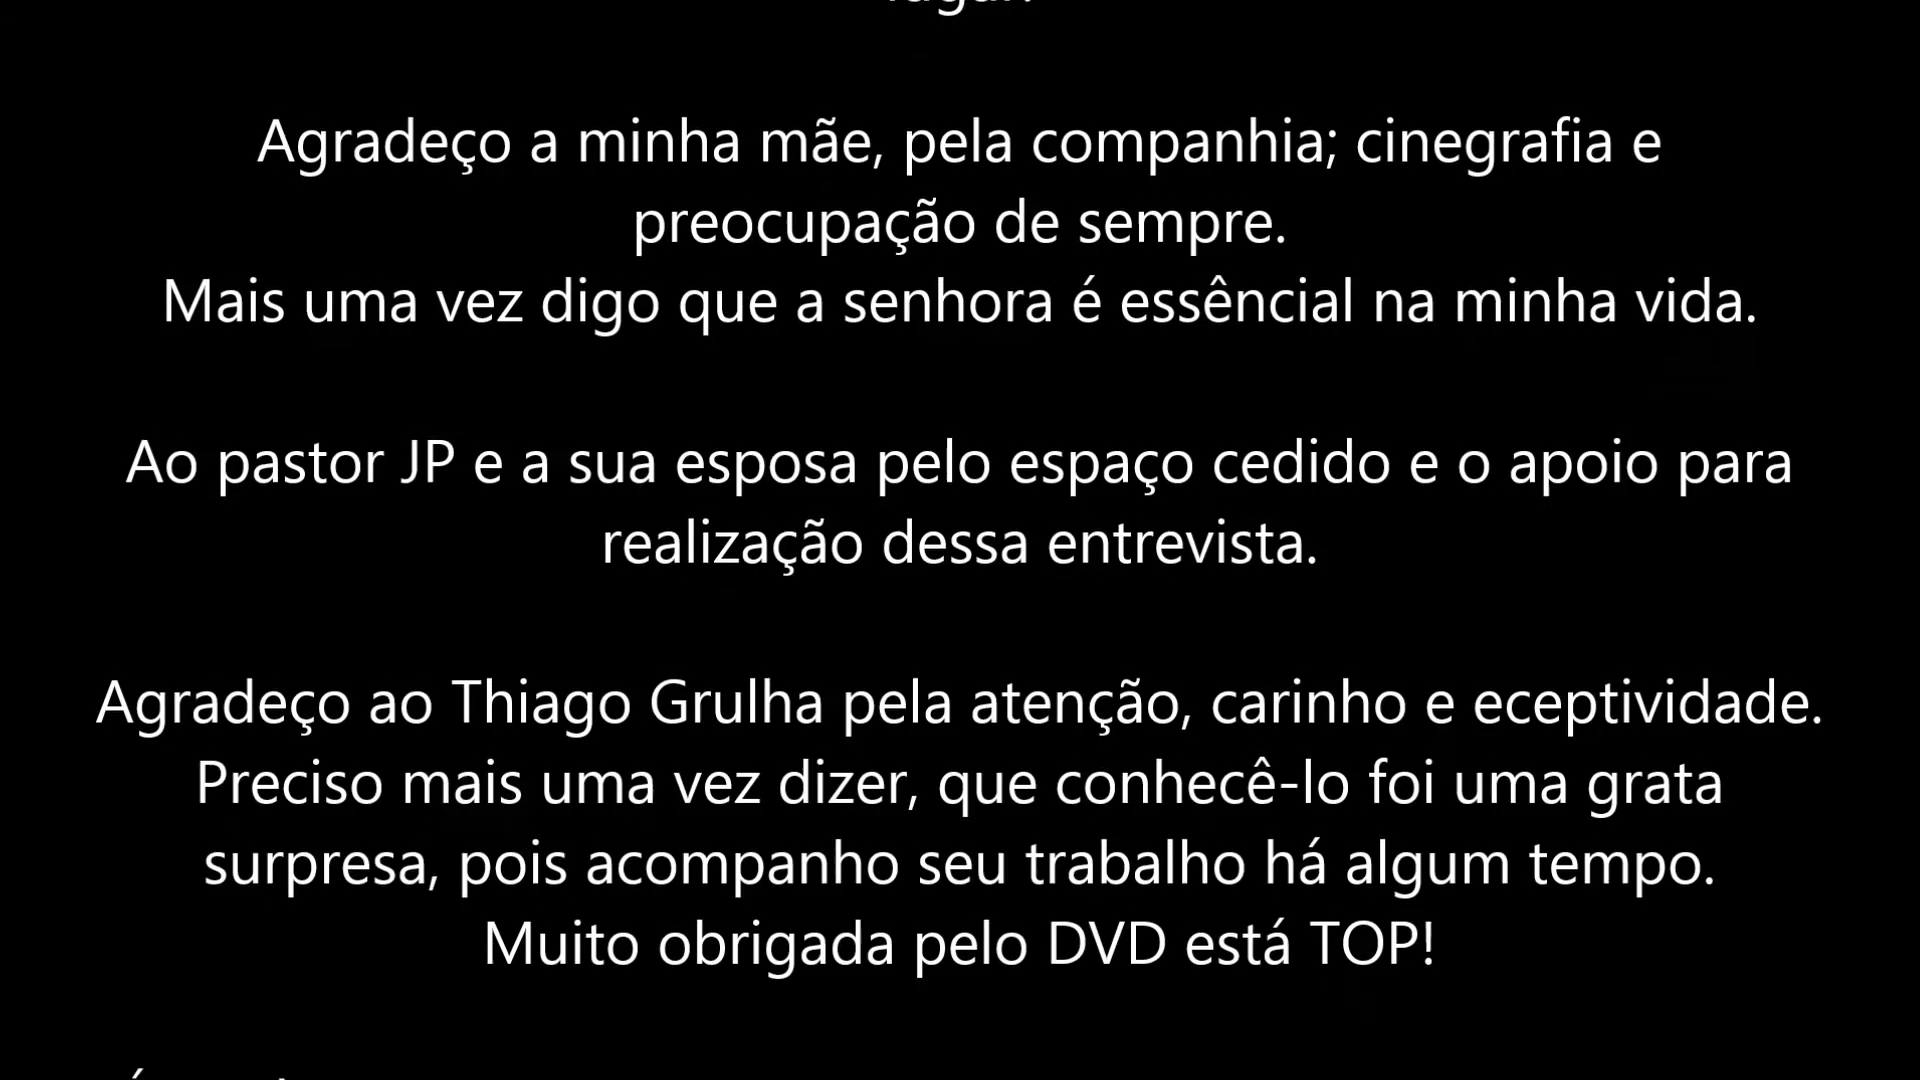 lugar.
Agradeço a minha mãe, pela companhia; cinegrafia e
preocupação de sempre.
Mais uma vez digo que a senhora é essêncial na minha vida.
Ao pastor JP e a sua esposa pelo espaço cedido e o apoio para
realização dessa entrevista.
Agradeço ao Thiago Grulha pela atenção, carinho e eceptividade.
Preciso mais uma vez dizer, que conhecê-lo foi uma grata
surpresa, pois acompanho seu trabalho há algum tempo.
Muito obrigada pelo DVD está TOP!